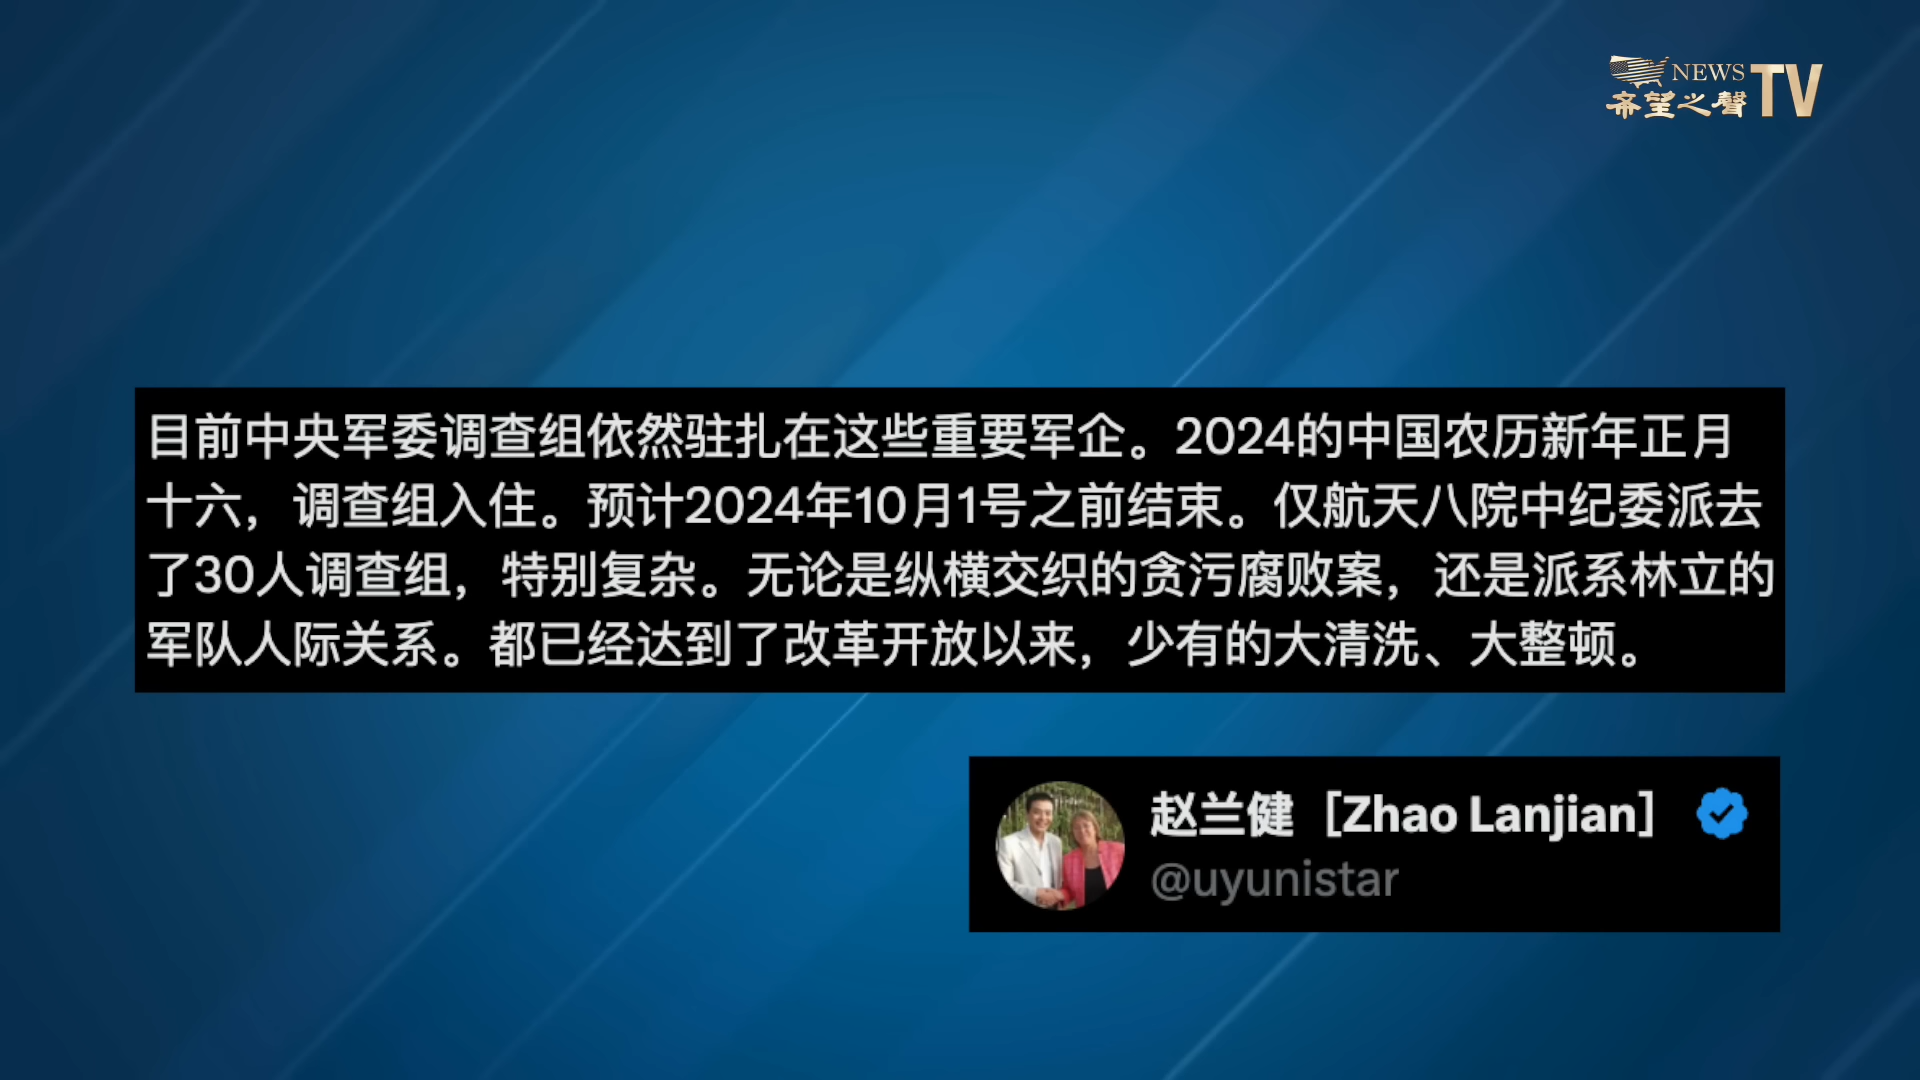 NEWS
希望之聲TV
目前中央军委调查组依然驻扎在这些重要军企。2024的中国农历新年正月
十六，调查组入住。预计2024年10月1号之前结束。仅航天八院中纪委派去
了30人调查组，特别复杂。无论是纵横交织的贪污腐败案，还是派系林立的
军队人际关系。都已经达到了改革开放以来，少有的大清洗、大整顿。
赵兰健［Zhao Lanjian］
@uyunistar